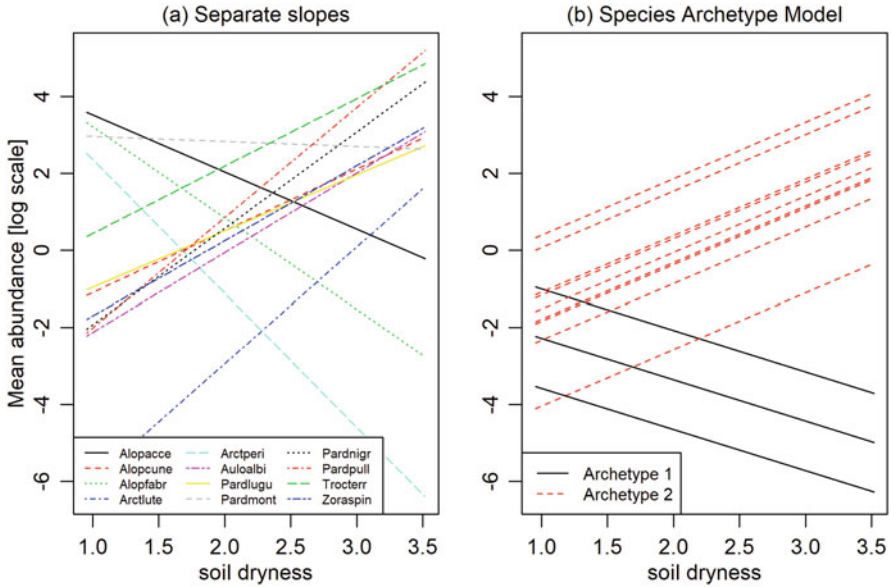 (a) Separate slopes
Mean abundance [log scale]
4
2
0
-2
-4
-6
1.0 1.5 2.0 2.5 3.0 3.5
soil dryness
Alopacce
Alopcune
Alopfabr
Arctlute
Arctperi
Auloalbi
Pardlugu
Pardmont
Pardnigr
Pardpull
Trocterr
Zoraspin
(b) Species Archetype Model
4
2
0
-2
-4
-6
1.0 1.5 2.0 2.5 3.0 3.5
soil dryness
Archetype 1
Archetype 2